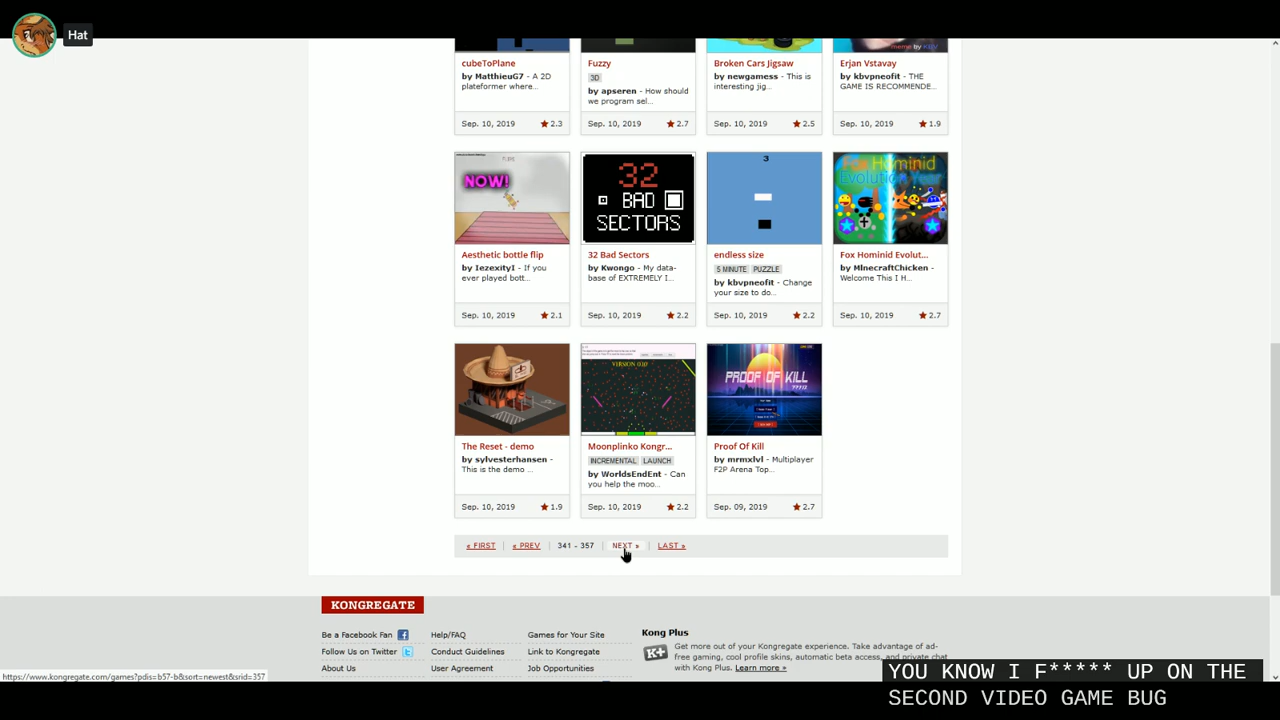 Hat
cubeToPlane
by MatthieuG7 - A 2D
plateformer where...
Sep. 10, 2019 ★ 2.3
Fuzzy
3D
by apseren - How should
we program sel...
Sep. 10, 2019 ★ 2.7
Broken Cars Jigsaw
by newgamess - This is
interesting jig...
Sep. 10, 2019 ★ 2.5
Erjan Vstavay
by kbvpneofit - THE
GAME IS RECOMMENDE...
Sep. 10, 2019 ★ 1.9
NOW!
Aesthetic bottle flip
by IezexityI - If you
ever played bott...
Sep. 10, 2019 ★ 2.1
32
BAD
SECTORS
32 Bad Sectors
by Kwongo - My data-
base of EXTREMELY I...
Sep. 10, 2019 ★ 2.2
3
endless size
5 MINUTE PUZZLE
by kbvpneofit - Change
your size to do...
Sep. 10, 2019 ★ 2.2
Fox Hominid
Evolution Year
Fox Hominid Evolut...
by MInecraftChicken -
Welcome This I H...
Sep. 10, 2019 ★ 2.7
The Reset - demo
by sylvesterhansen -
This is the demo ...
Sep. 10, 2019 ★ 1.9
Moonplinko Kongr...
INCREMENTAL LAUNCH
by WorldsEndEnt - Can
you help the moo...
Sep. 10, 2019 ★ 2.2
PROOF OF KILL
Proof Of Kill
by mrmxlvl - Multiplayer
F2P Arena Top...
Sep. 09, 2019 ★ 2.7
« FIRST | « PREV | 341 - 357 | NEXT » | LAST »
KONGREGATE
Be a Facebook Fan
Follow Us on Twitter
About Us
Help/FAQ
Conduct Guidelines
User Agreement
Games for Your Site
Link to Kongregate
Job Opportunities
Kong Plus
K+
Get more out of your Kongregate experience. Take advantage of ad-
free gaming, cool profile skins, automatic beta access, and private chat
with Kong Plus. Learn more »
https://www.kongregate.com/games?pdis=b57-b&sort=newest&srid=357
YOU KNOW I F***** UP ON THE
SECOND VIDEO GAME BUG